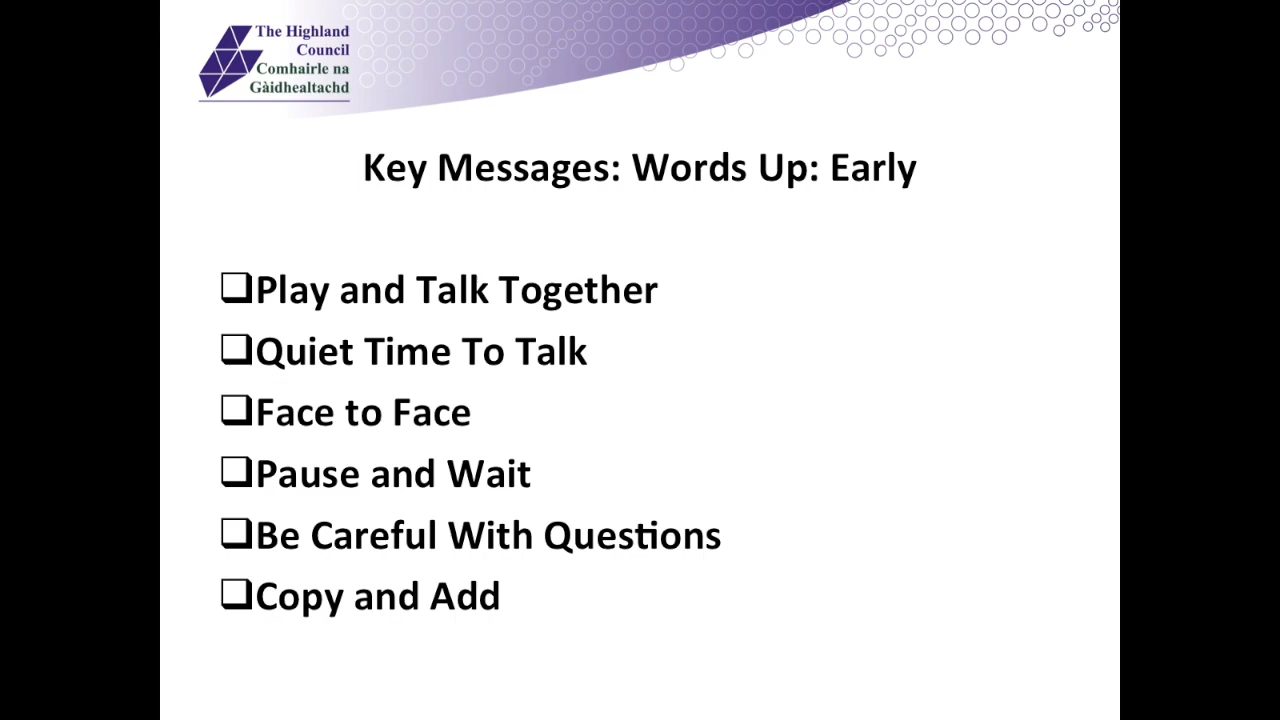 The Highland
Council
Comhairle na
Gàidhealtachd
Key Messages: Words Up: Early
❑Play and Talk Together
❑Quiet Time To Talk
❑Face to Face
❑Pause and Wait
❑Be Careful With Questions
❑Copy and Add